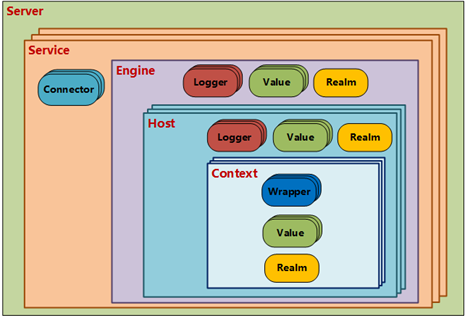 Server
Service
Connector
Engine
Logger
Value
Realm
Host
Logger
Value
Realm
Context
Wrapper
Value
Realm